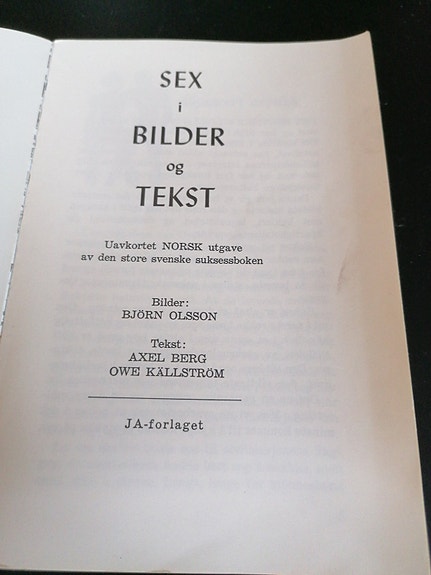 SEX
i
BILDER
og
TEKST
Uavkortet NORSK utgave
av den store svenske suksessboken
Bilder:
BJÖRN OLSSON
Tekst:
AXEL BERG
OWE KÄLLSTRÖM
JA-forlaget